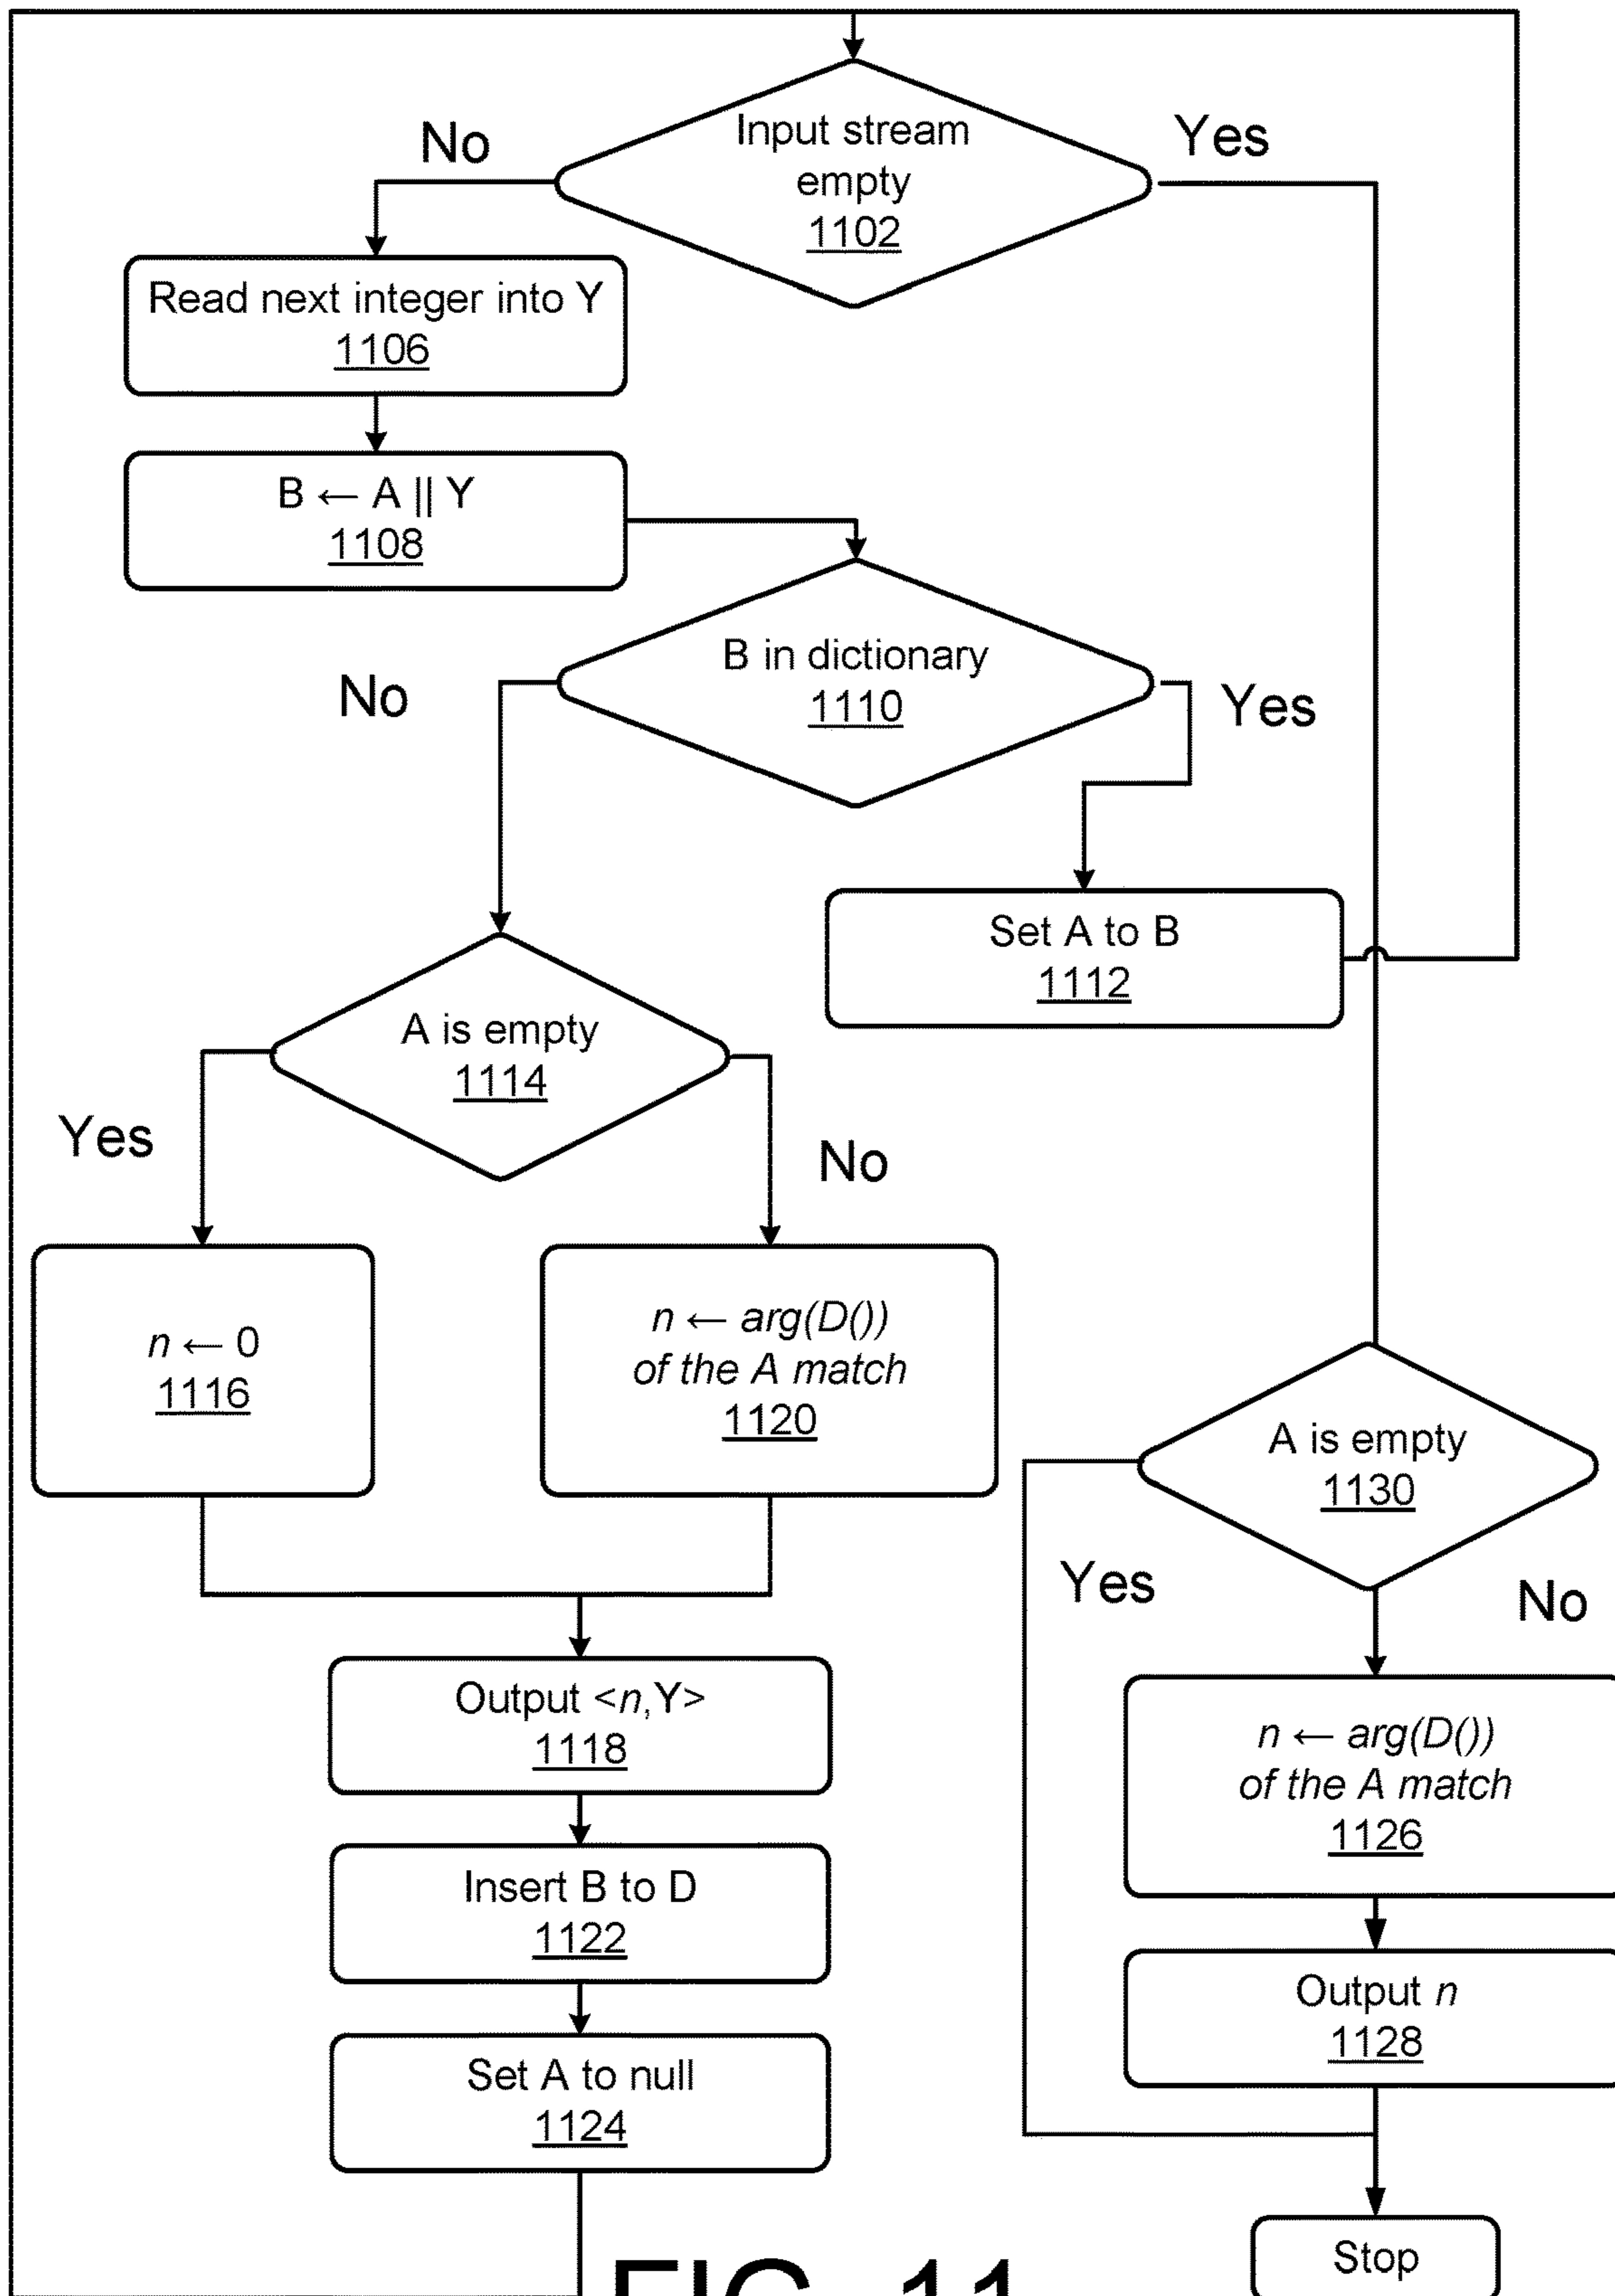 No
Input stream
empty
1102
Yes
Read next integer into Y
1106
B ← A || Y
1108
B in dictionary
1110
No
Yes
Set A to B
1112
A is empty
1114
Yes
No
n ← 0
1116
n ← arg(D())
of the A match
1120
A is empty
1130
Yes
No
Output <n,Y>
1118
n ← arg(D())
of the A match
1126
Insert B to D
1122
Output n
1128
Set A to null
1124
Stop
FIG. 11